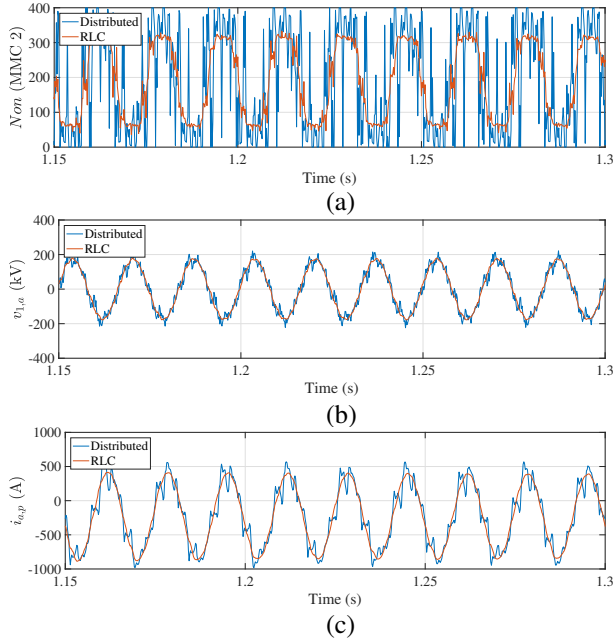 400
300
200
100
0
Non (MMC 2)
Distributed
RLC
1.15
1.2
1.25
1.3
Time (s)
(a)
400
200
0
-200
-400
v1,a (kV)
Distributed
RLC
1.15
1.2
1.25
1.3
Time (s)
(b)
1000
500
0
-500
-1000
ia,p (A)
Distributed
RLC
1.15
1.2
1.25
1.3
Time (s)
(c)